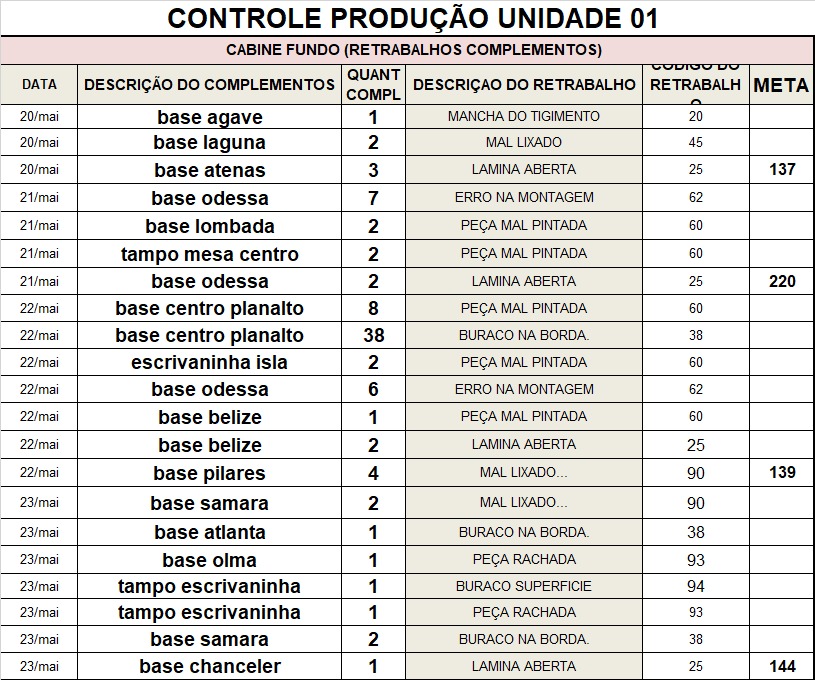 CONTROLE PRODUÇÃO UNIDADE 01
CABINE FUNDO (RETRABALHOS COMPLEMENTOS)
DATA DESCRIÇÃO DO COMPLEMENTOS QUANT COMPL DESCRIÇAO DO RETRABALHO CODIGO DO RETRABALHO META
20/mai base agave 1 MANCHA DO TIGIMENTO 20
20/mai base laguna 2 MAL LIXADO 45
20/mai base atenas 3 LAMINA ABERTA 25 137
21/mai base odessa 7 ERRO NA MONTAGEM 62
21/mai base lombada 2 PEÇA MAL PINTADA 60
21/mai tampo mesa centro 2 PEÇA MAL PINTADA 60
21/mai base odessa 2 LAMINA ABERTA 25 220
22/mai base centro planalto 8 PEÇA MAL PINTADA 60
22/mai base centro planalto 38 BURACO NA BORDA. 38
22/mai escrivaninha isla 2 PEÇA MAL PINTADA 60
22/mai base odessa 6 ERRO NA MONTAGEM 62
22/mai base belize 1 PEÇA MAL PINTADA 60
22/mai base belize 2 LAMINA ABERTA 25
22/mai base pilares 4 MAL LIXADO... 90 139
23/mai base samara 2 MAL LIXADO... 90
23/mai base atlanta 1 BURACO NA BORDA. 38
23/mai base olma 1 PEÇA RACHADA 93
23/mai tampo escrivaninha 1 BURACO SUPERFICIE 94
23/mai tampo escrivaninha 1 PEÇA RACHADA 93
23/mai base samara 2 BURACO NA BORDA. 38
23/mai base chanceler 1 LAMINA ABERTA 25 144